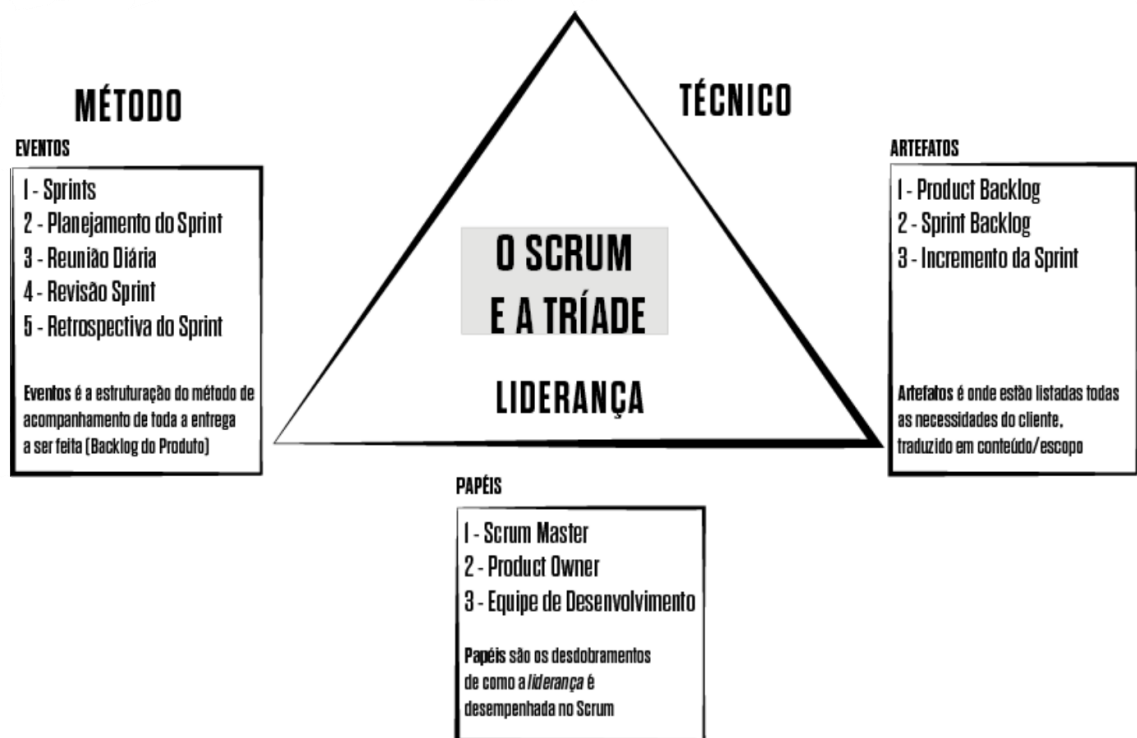 MÉTODO
EVENTOS
1 - Sprints
2 - Planejamento do Sprint
3 - Reunião Diária
4 - Revisão Sprint
5 - Retrospectiva do Sprint
Eventos é a estruturação do método de
acompanhamento de toda a entrega
a ser feita (Backlog do Produto)
O SCRUM
E A TRÍADE
LIDERANÇA
TÉCNICO
ARTEFATOS
1 - Product Backlog
2 - Sprint Backlog
3 - Incremento da Sprint
Artefatos é onde estão listadas todas
as necessidades do cliente,
traduzido em conteúdo/escopo
PAPÉIS
1 - Scrum Master
2 - Product Owner
3 - Equipe de Desenvolvimento
Papéis são os desdobramentos
de como a liderança é
desempenhada no Scrum